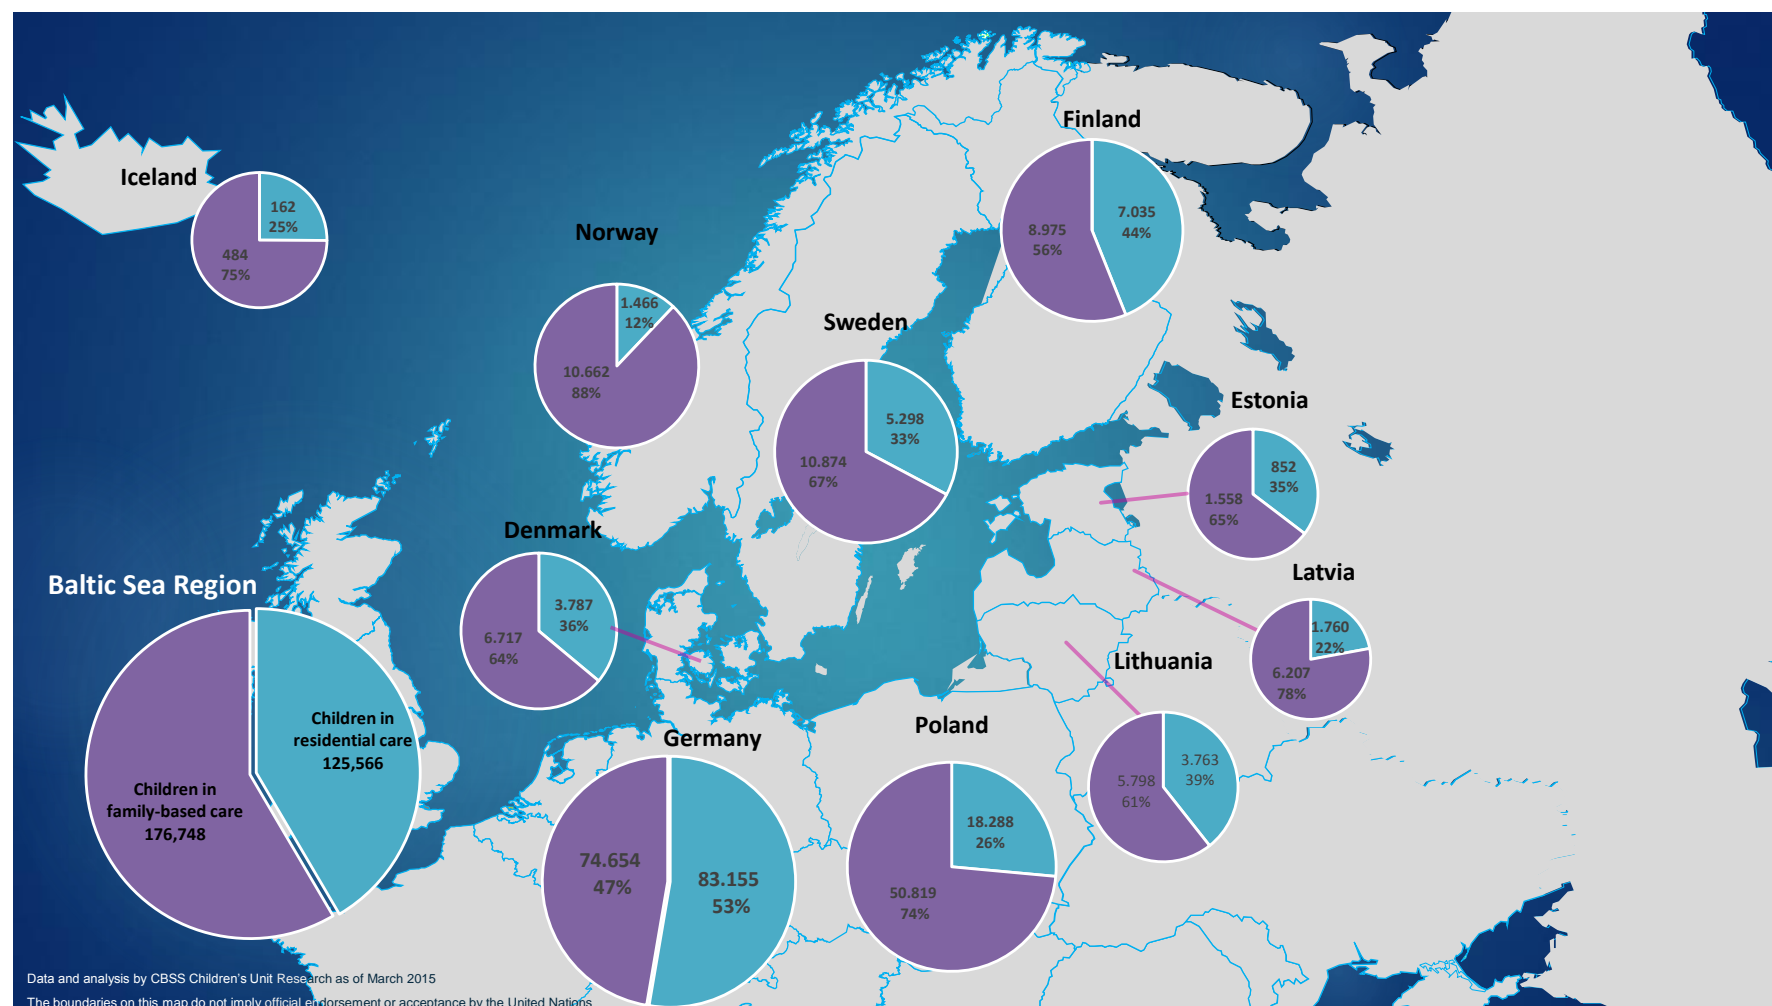 Finland
7.035
44%
8.975
56%
Iceland
162
25%
484
75%
Norway
1.466
12%
10.662
88%
Sweden
5.298
33%
10.874
67%
Estonia
852
35%
1.558
65%
Denmark
3.787
36%
6.717
64%
Latvia
1.760
22%
6.207
78%
Baltic Sea Region
Children in
residential care
125,566
Children in
family-based care
176,748
Lithuania
3.763
39%
5.798
61%
Germany
74.654
47%
83.155
53%
Poland
18.288
26%
50.819
74%
Data and analysis by CBSS Children's Unit Research as of March 2015
The boundaries on this map do not imply official endorsement or acceptance by the United Nations